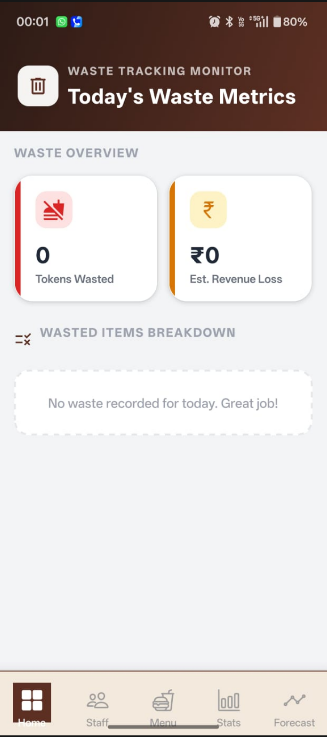 00:01 80%
WASTE TRACKING MONITOR
Today's Waste Metrics
WASTE OVERVIEW
0 ₹0
Tokens Wasted Est. Revenue Loss
WASTED ITEMS BREAKDOWN
No waste recorded for today. Great job!
Home Staff Menu Stats Forecast